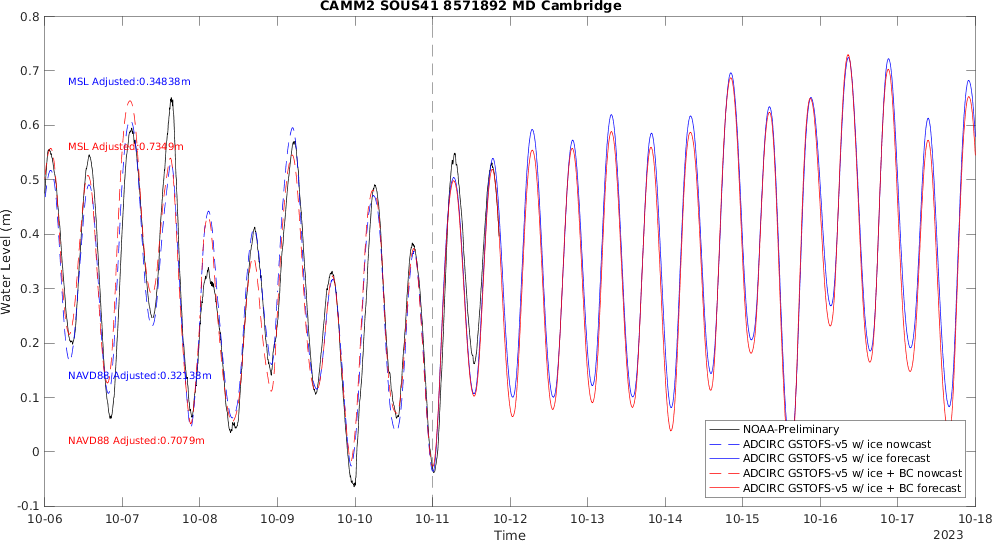 CAMM2 SOUS41 8571892 MD Cambridge
0.8
0.7
0.6
0.5
0.4
0.3
0.2
0.1
0
-0.1
Water Level (m)
MSL Adjusted:0.34838m
MSL Adjusted:0.7349m
NAVD88 Adjusted:0.32138m
NAVD88 Adjusted:0.7079m
NOAA-Preliminary
ADCIRC GSTOFS-v5 w/ ice nowcast
ADCIRC GSTOFS-v5 w/ ice forecast
ADCIRC GSTOFS-v5 w/ ice + BC nowcast
ADCIRC GSTOFS-v5 w/ ice + BC forecast
10-06 10-07 10-08 10-09 10-10 10-11 10-12 10-13 10-14 10-15 10-16 10-17 10-18
Time
2023